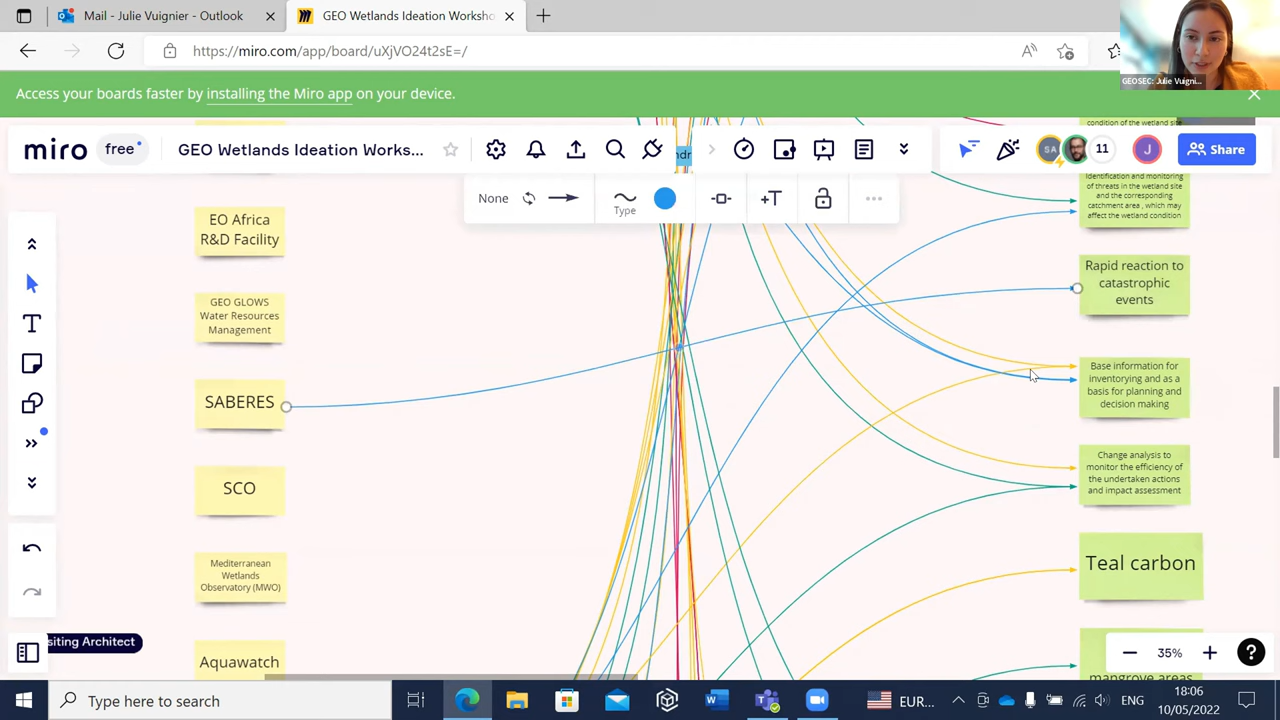 Mail - Julie Vuignier - Outlook
GEO Wetlands Ideation Worksho
https://miro.com/app/board/uXjVO24t2sE=/
GEOSEC: Julie Vuigni...
Access your boards faster by installing the Miro app on your device.
miro
free
GEO Wetlands Ideation Works...
SA
11
J
Share
None
Type
T
condition of the wetland site
Identification and monitoring
of threats in the wetland site
and the corresponding
catchment area , which may
affect the wetland condition
EO Africa
R&D Facility
Rapid reaction to
catastrophic
events
GEO GLOWS
Water Resources
Management
SABERES
Base information for
inventorying and as a
basis for planning and
decision making
SCO
Change analysis to
monitor the efficiency of
the undertaken actions
and impact assessment
Mediterranean
Wetlands
Observatory (MWO)
Teal carbon
Aquawatch
mangrove areas
siting Architect
35%
Type here to search
EUR...
ENG
18:06
10/05/2022